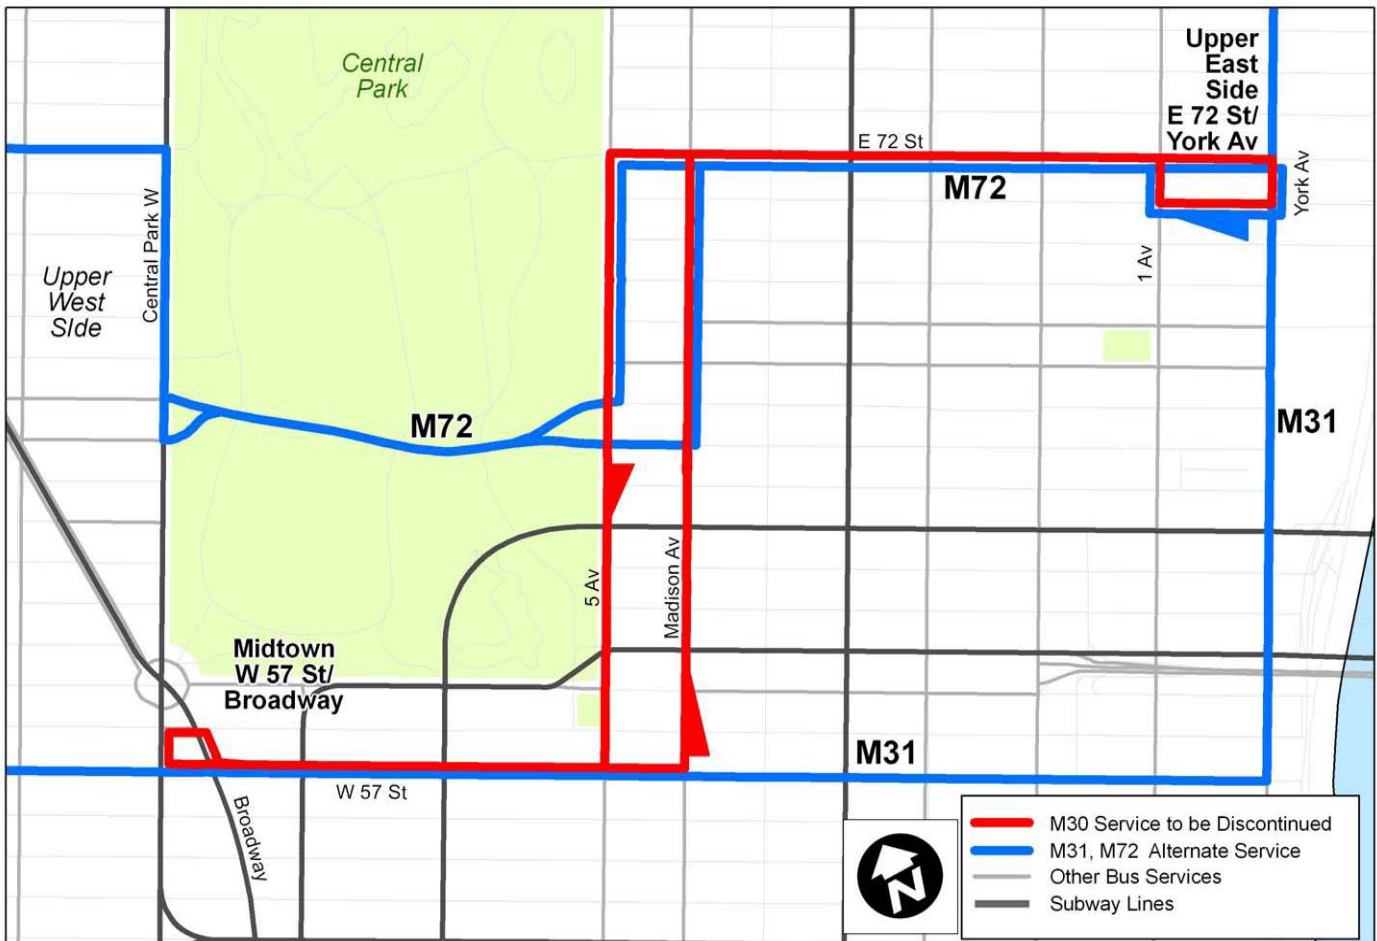 Central
Park
Upper
East
Side
E 72 St/
York Av
E 72 St
M72
York Av
Central Park W
Upper
West
SIde
1 Av
M72
M31
5 Av
Madison Av
Midtown
W 57 St/
Broadway
M31
W 57 St
Broadway
N
M30 Service to be Discontinued
M31, M72 Alternate Service
Other Bus Services
Subway Lines